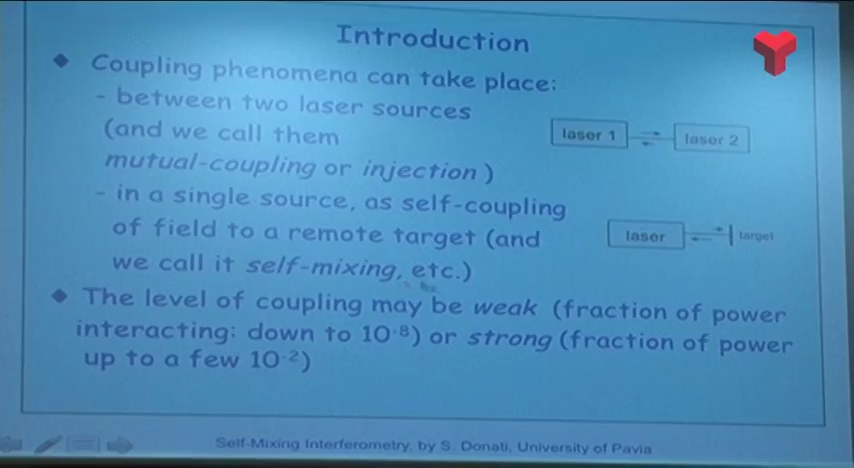 Introduction
Coupling phenomena can take place:
- between two laser sources
(and we call them
mutual-coupling or injection )
laser 1
laser 2
- in a single source, as self-coupling
of field to a remote target (and
we call it self-mixing, etc.)
laser
target
The level of coupling may be weak (fraction of power
interacting: down to 10-8) or strong (fraction of power
up to a few 10-2)
Self-Mixing Interferometry, by S. Donati, University of Pavia